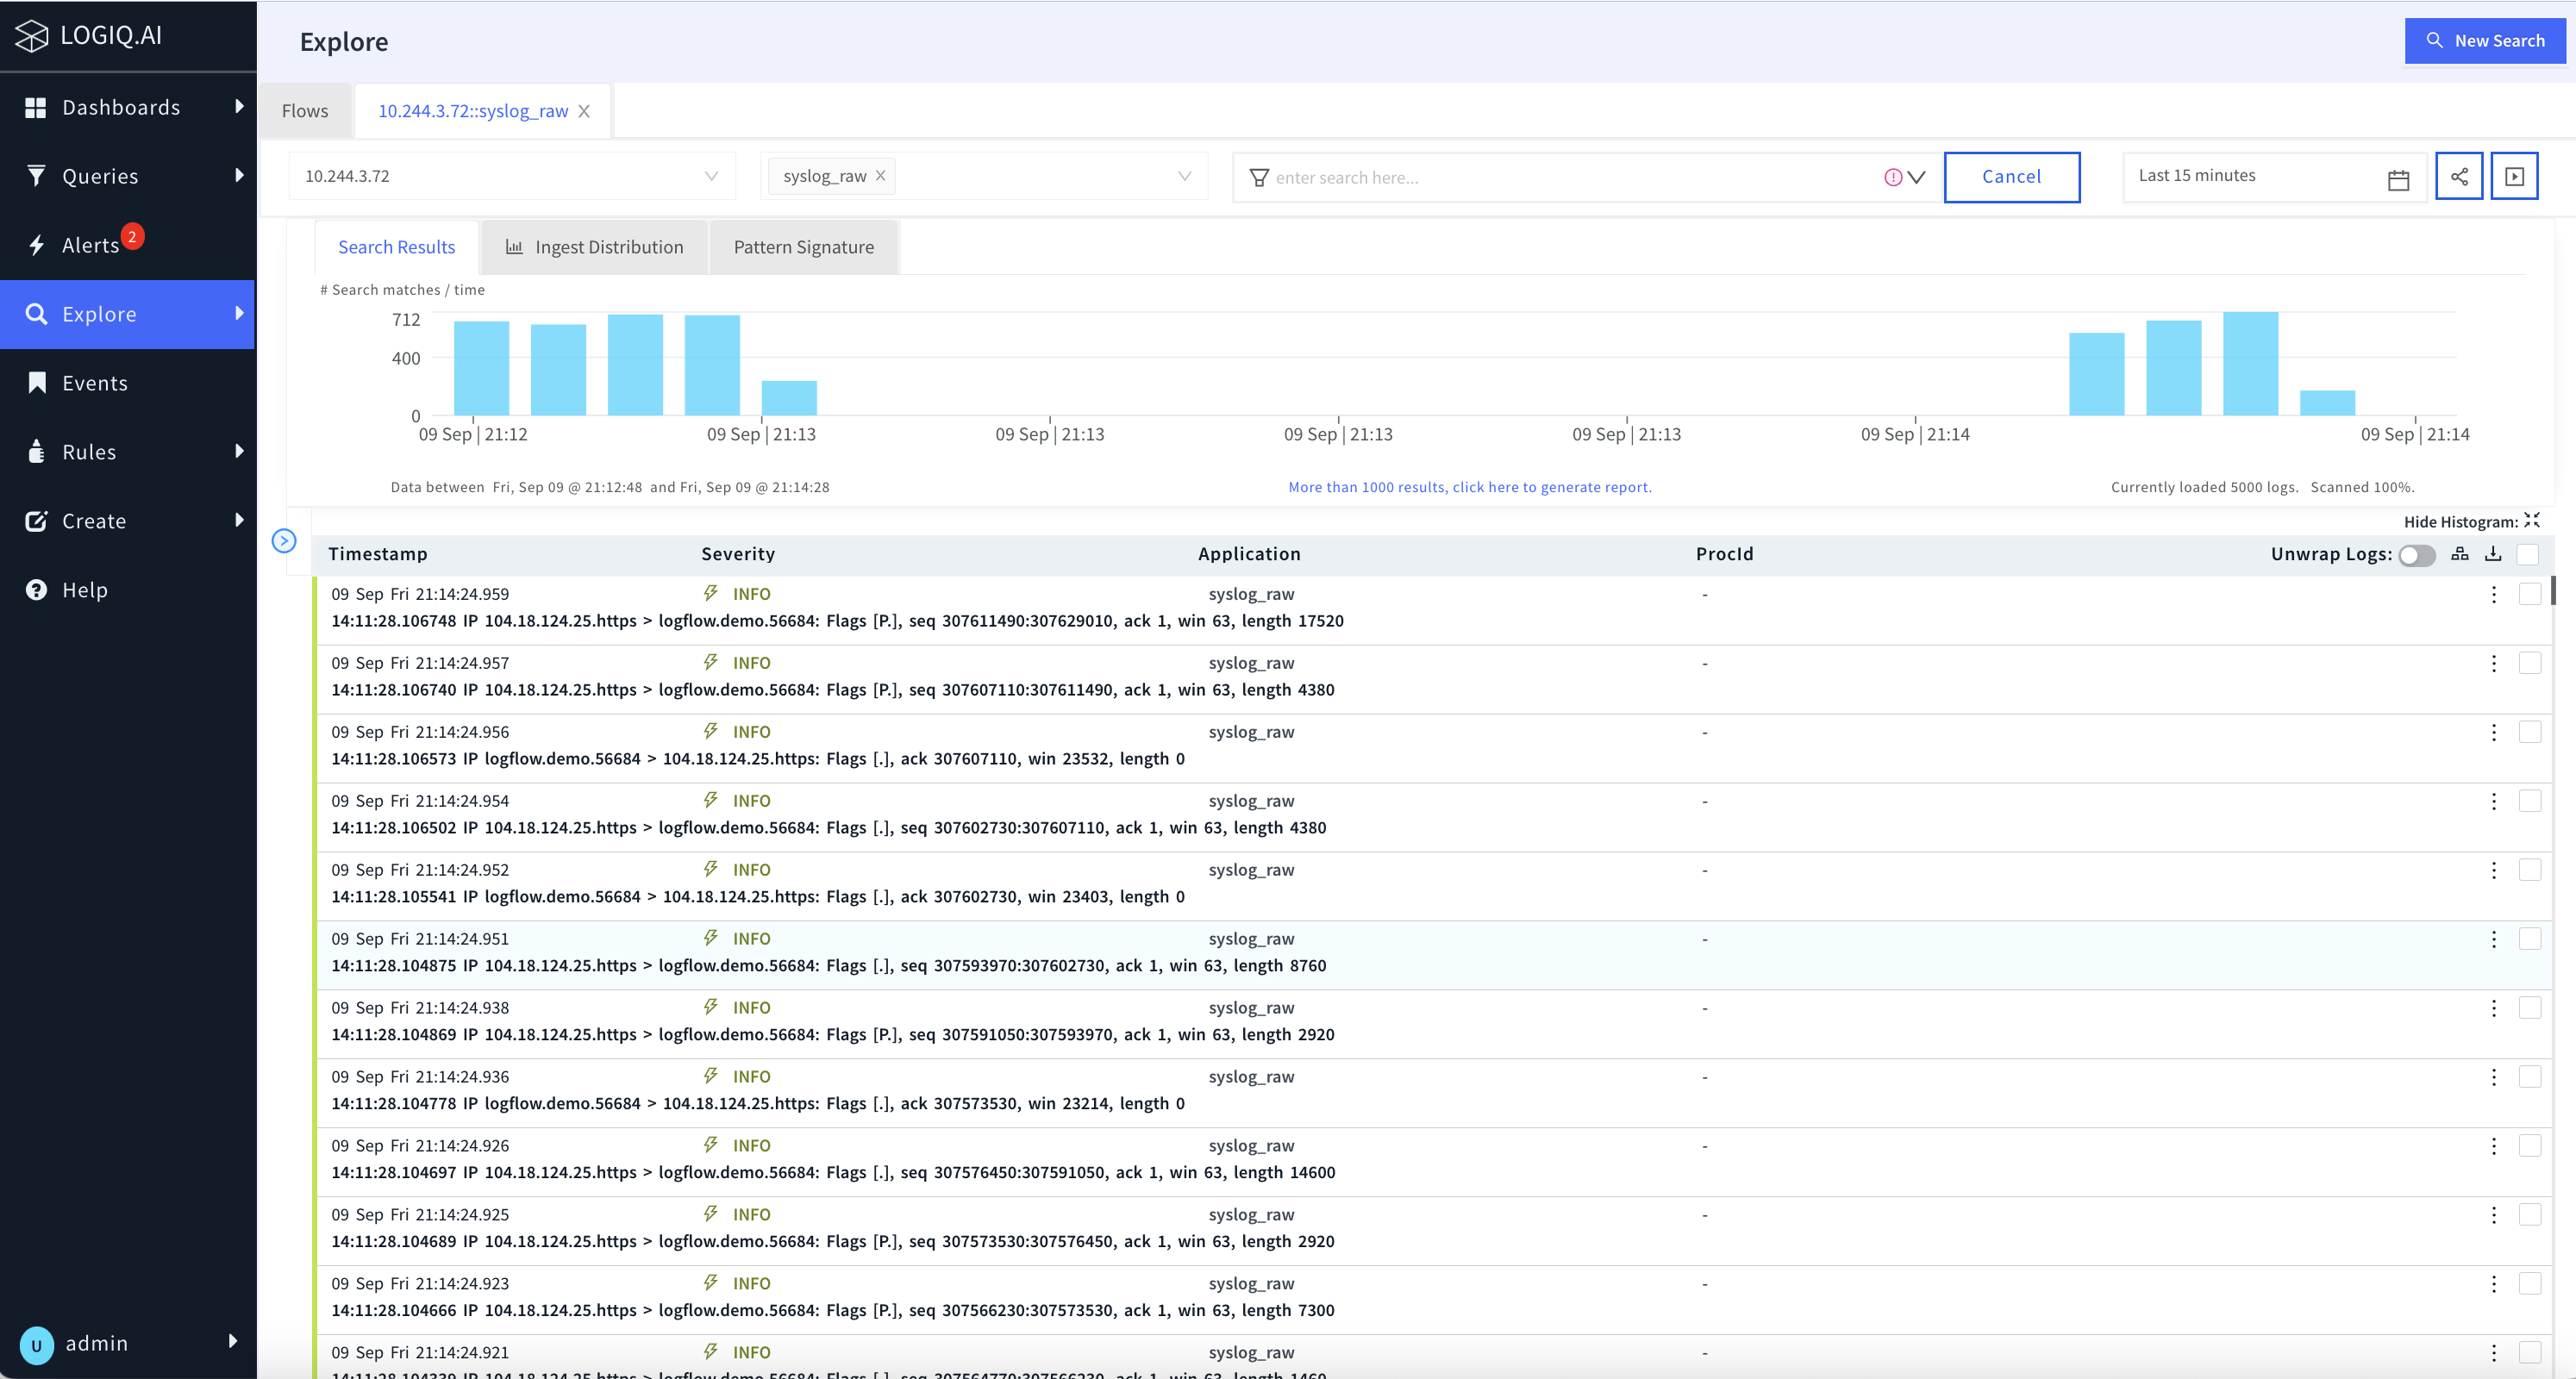 LOGIQ.AI
Dashboards
Queries
Alerts 2
Explore
Events
Rules
Create
Help
U admin
Explore
New Search
Flows 10.244.3.72::syslog_raw X
10.244.3.72 syslog_raw X enter search here... Cancel Last 15 minutes
Search Results Ingest Distribution Pattern Signature
# Search matches / time
712
400
0
09 Sep | 21:12 09 Sep | 21:13 09 Sep | 21:13 09 Sep | 21:13 09 Sep | 21:13 09 Sep | 21:14 09 Sep | 21:14
Data between Fri, Sep 09 @ 21:12:48 and Fri, Sep 09 @ 21:14:28 More than 1000 results, click here to generate report. Currently loaded 5000 logs. Scanned 100%.
Hide Histogram:
Timestamp Severity Application ProcId Unwrap Logs:
09 Sep Fri 21:14:24.959 INFO syslog_raw -
14:11:28.106748 IP 104.18.124.25.https > logflow.demo.56684: Flags [P.], seq 307611490:307629010, ack 1, win 63, length 17520
09 Sep Fri 21:14:24.957 INFO syslog_raw -
14:11:28.106740 IP 104.18.124.25.https > logflow.demo.56684: Flags [P.], seq 307607110:307611490, ack 1, win 63, length 4380
09 Sep Fri 21:14:24.956 INFO syslog_raw -
14:11:28.106573 IP logflow.demo.56684 > 104.18.124.25.https: Flags [.], ack 307607110, win 23532, length 0
09 Sep Fri 21:14:24.954 INFO syslog_raw -
14:11:28.106502 IP 104.18.124.25.https > logflow.demo.56684: Flags [.], seq 307602730:307607110, ack 1, win 63, length 4380
09 Sep Fri 21:14:24.952 INFO syslog_raw -
14:11:28.105541 IP logflow.demo.56684 > 104.18.124.25.https: Flags [.], ack 307602730, win 23403, length 0
09 Sep Fri 21:14:24.951 INFO syslog_raw -
14:11:28.104875 IP 104.18.124.25.https > logflow.demo.56684: Flags [.], seq 307593970:307602730, ack 1, win 63, length 8760
09 Sep Fri 21:14:24.938 INFO syslog_raw -
14:11:28.104869 IP 104.18.124.25.https > logflow.demo.56684: Flags [P.], seq 307591050:307593970, ack 1, win 63, length 2920
09 Sep Fri 21:14:24.936 INFO syslog_raw -
14:11:28.104778 IP logflow.demo.56684 > 104.18.124.25.https: Flags [.], ack 307573530, win 23214, length 0
09 Sep Fri 21:14:24.926 INFO syslog_raw -
14:11:28.104697 IP 104.18.124.25.https > logflow.demo.56684: Flags [.], seq 307576450:307591050, ack 1, win 63, length 14600
09 Sep Fri 21:14:24.925 INFO syslog_raw -
14:11:28.104689 IP 104.18.124.25.https > logflow.demo.56684: Flags [P.], seq 307573530:307576450, ack 1, win 63, length 2920
09 Sep Fri 21:14:24.923 INFO syslog_raw -
14:11:28.104666 IP 104.18.124.25.https > logflow.demo.56684: Flags [P.], seq 307566230:307573530, ack 1, win 63, length 7300
09 Sep Fri 21:14:24.921 INFO syslog_raw -